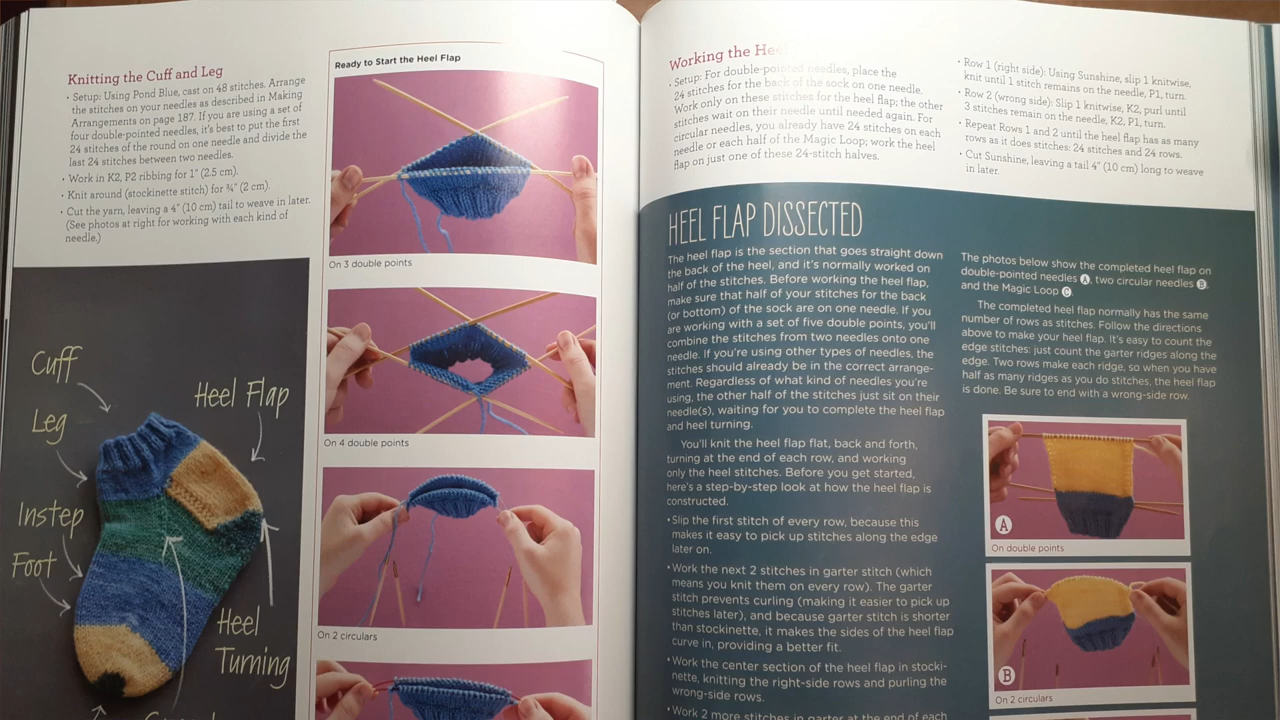 Knitting the Cuff and Leg
• Setup: Using Pond Blue, cast on 48 stitches. Arrange
the stitches on your needles as described in Making
Arrangements on page 187. If you are using a set of
four double-pointed needles, it's best to put the first
24 stitches of the round on one needle and divide the
last 24 stitches between two needles.
• Work in K2, P2 ribbing for 1" (2.5 cm).
• Knit around (stockinette stitch) for ¾" (2 cm).
• Cut the yarn, leaving a 4" (10 cm) tail to weave in later.
(See photos at right for working with each kind of
needle.)
Cuff
Leg
Heel Flap
Instep
Foot
Heel
Turning
Ready to Start the Heel Flap
On 3 double points
On 4 double points
On 2 circulars
Working the
• Setup: For double-pointed needles, place the
24 stitches for the back of the sock on one needle.
Work only on these stitches for the heel flap; the other
stitches wait on their needle until needed again. For
circular needles, you already have 24 stitches on each
needle or each half of the Magic Loop; work the heel
flap on just one of these 24-stitch halves.
• Row 1 (right side): Using Sunshine, slip 1 knitwise,
knit until 1 stitch remains on the needle, P1, turn.
• Row 2 (wrong side): Slip 1 knitwise, K2, purl until
3 stitches remain on the needle, K2, P1, turn.
• Repeat Rows 1 and 2 until the heel flap has as many
rows as it does stitches: 24 stitches and 24 rows.
• Cut Sunshine, leaving a tail 4" (10 cm) long to weave
in later.
HEEL FLAP DISSECTED
The heel flap is the section that goes straight down
the back of the heel, and it's normally worked on
half of the stitches. Before working the heel flap,
make sure that half of your stitches for the back
(or bottom) of the sock are on one needle. If you
are working with a set of five double points, you'll
combine the stitches from two needles onto one
needle. If you're using other types of needles, the
stitches should already be in the correct arrange-
ment. Regardless of what kind of needles you're
using, the other half of the stitches just sit on their
needle(s), waiting for you to complete the heel flap
and heel turning.
You'll knit the heel flap flat, back and forth,
turning at the end of each row, and working
only the heel stitches. Before you get started,
here's a step-by-step look at how the heel flap is
constructed.
• Slip the first stitch of every row, because this
makes it easy to pick up stitches along the edge
later on.
• Work the next 2 stitches in garter stitch (which
means you knit them on every row). The garter
stitch prevents curling (making it easier to pick up
stitches later), and because garter stitch is shorter
than stockinette, it makes the sides of the heel flap
curve in, providing a better fit.
• Work the center section of the heel flap in stocki-
nette, knitting the right-side rows and purling the
wrong-side rows.
• Work 2 more stitches in garter at the end of each
The photos below show the completed heel flap on
double-pointed needles A, two circular needles B,
and the Magic Loop C.
The completed heel flap normally has the same
number of rows as stitches. Follow the directions
above to make your heel flap. It's easy to count the
edge stitches: just count the garter ridges along the
edge. Two rows make each ridge, so when you have
half as many ridges as you do stitches, the heel flap
is done. Be sure to end with a wrong-side row.
A
On double points
B
On 2 circulars